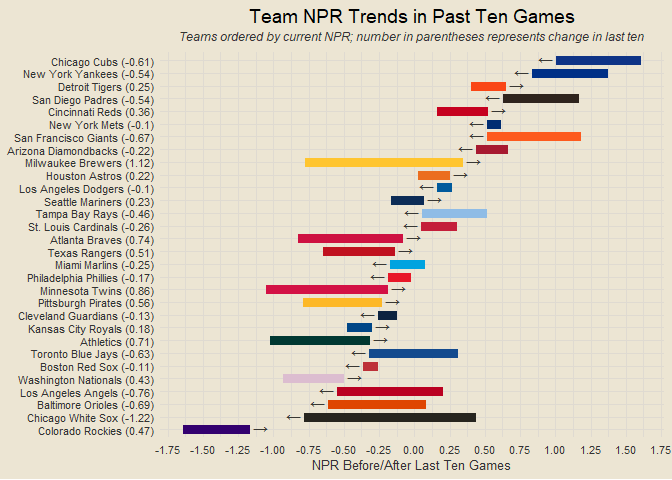 Team NPR Trends in Past Ten Games
Teams ordered by current NPR; number in parentheses represents change in last ten
Chicago Cubs (-0.61)
New York Yankees (-0.54)
Detroit Tigers (0.25)
San Diego Padres (-0.54)
Cincinnati Reds (0.36)
New York Mets (-0.1)
San Francisco Giants (-0.67)
Arizona Diamondbacks (-0.22)
Milwaukee Brewers (1.12)
Houston Astros (0.22)
Los Angeles Dodgers (-0.1)
Seattle Mariners (0.23)
Tampa Bay Rays (-0.46)
St. Louis Cardinals (-0.26)
Atlanta Braves (0.74)
Texas Rangers (0.51)
Miami Marlins (-0.25)
Philadelphia Phillies (-0.17)
Minnesota Twins (0.86)
Pittsburgh Pirates (0.56)
Cleveland Guardians (-0.13)
Kansas City Royals (0.18)
Athletics (0.71)
Toronto Blue Jays (-0.63)
Boston Red Sox (-0.11)
Washington Nationals (0.43)
Los Angeles Angels (-0.76)
Baltimore Orioles (-0.69)
Chicago White Sox (-1.22)
Colorado Rockies (0.47)
-1.75 -1.50 -1.25 -1.00 -0.75 -0.50 -0.25 0.00 0.25 0.50 0.75 1.00 1.25 1.50 1.75
NPR Before/After Last Ten Games